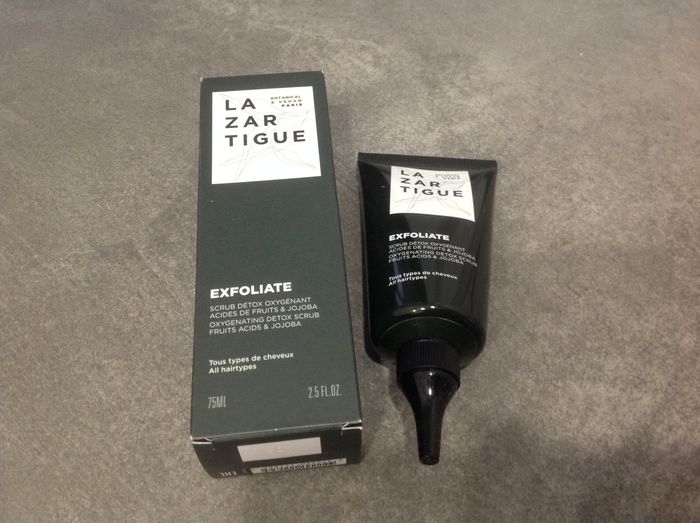 LA
ZAR
TIGUE
BOTANICAL
& VEGAN
PARIS
EXFOLIATE
SCRUB DÉTOX OXYGÉNANT
ACIDES DE FRUITS & JOJOBA
OXYGENATING DETOX SCRUB
FRUITS ACIDS & JOJOBA
Tous types de cheveux
All hairtypes
75ML
2.5 FL.OZ.
LA
ZAR
TIGUE
EXFOLIATE
SCRUB DÉTOX OXYGÉNANT
ACIDES DE FRUITS & JOJOBA
OXYGENATING DETOX SCRUB
FRUITS ACIDS & JOJOBA
Tous types de cheveux
All hairtypes